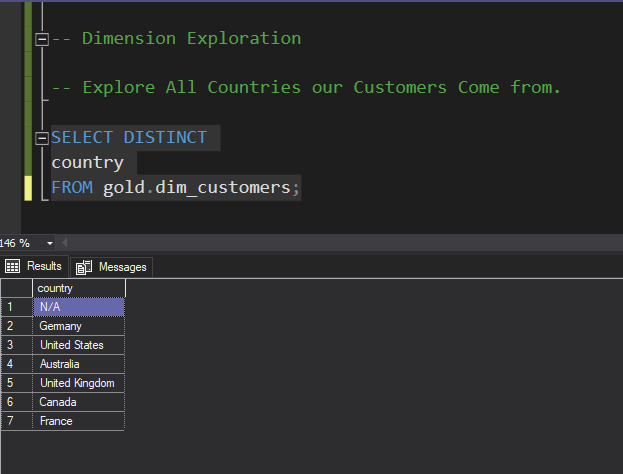 -- Dimension Exploration
-- Explore All Countries our Customers Come from.
SELECT DISTINCT
country
FROM gold.dim_customers;
146 %
Results Messages
country
1 N/A
2 Germany
3 United States
4 Australia
5 United Kingdom
6 Canada
7 France